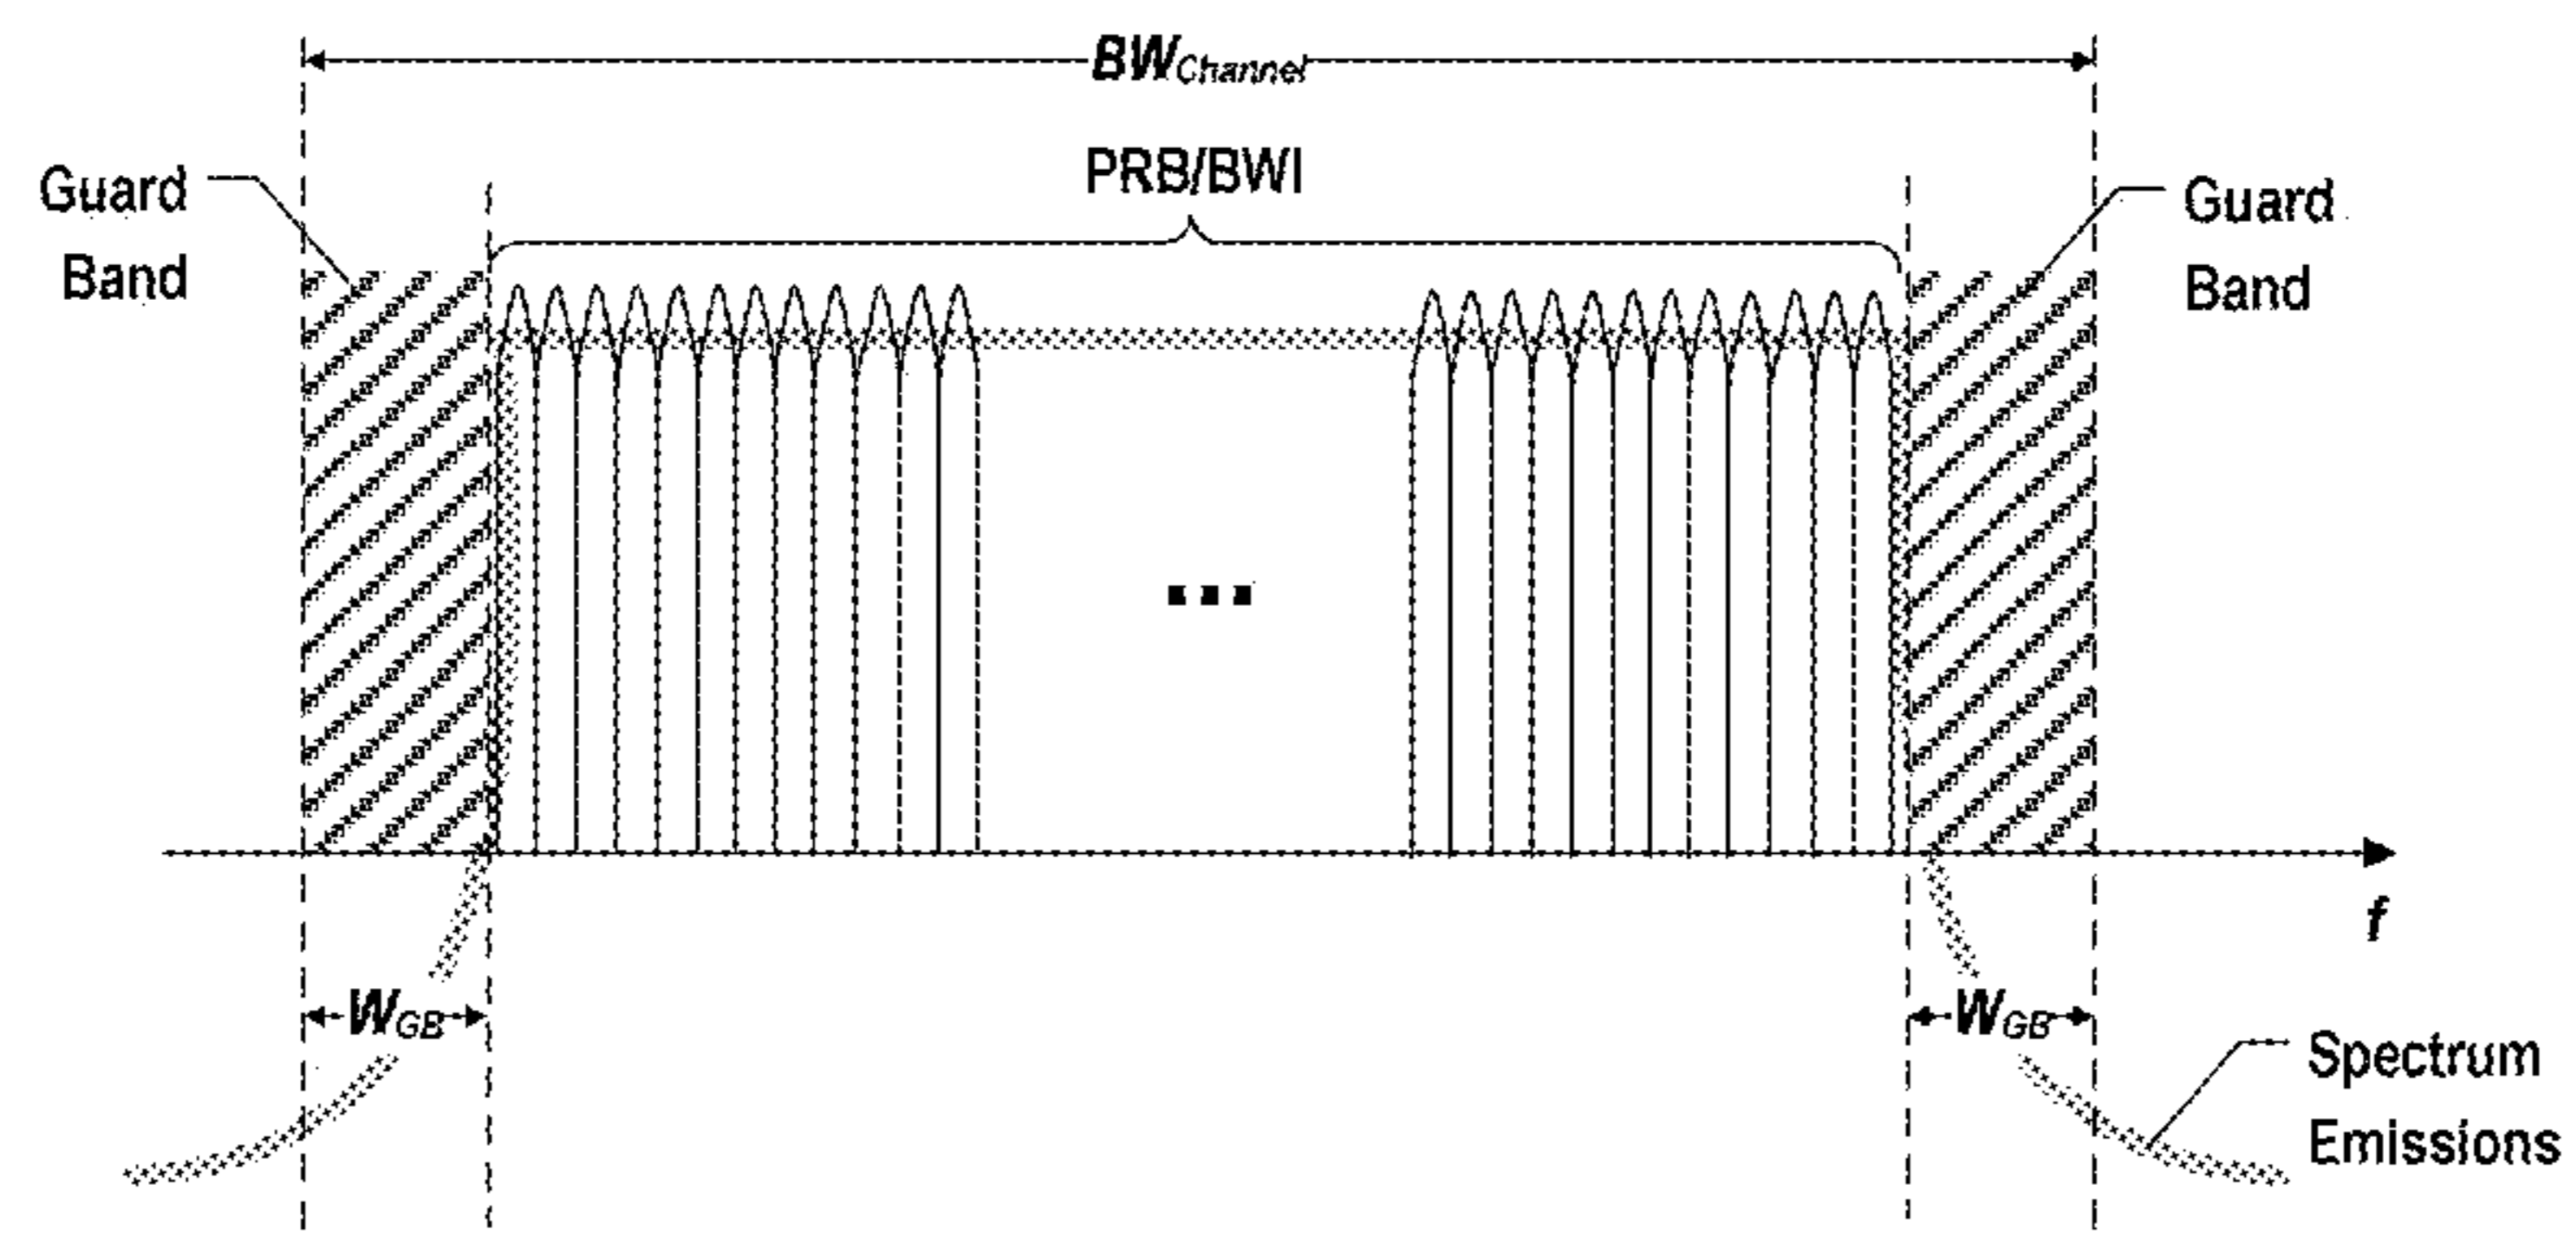 BWChannel
PRB/BWI
Guard
Band
Guard
Band
...
f
WGB
WGB
Spectrum
Emissions